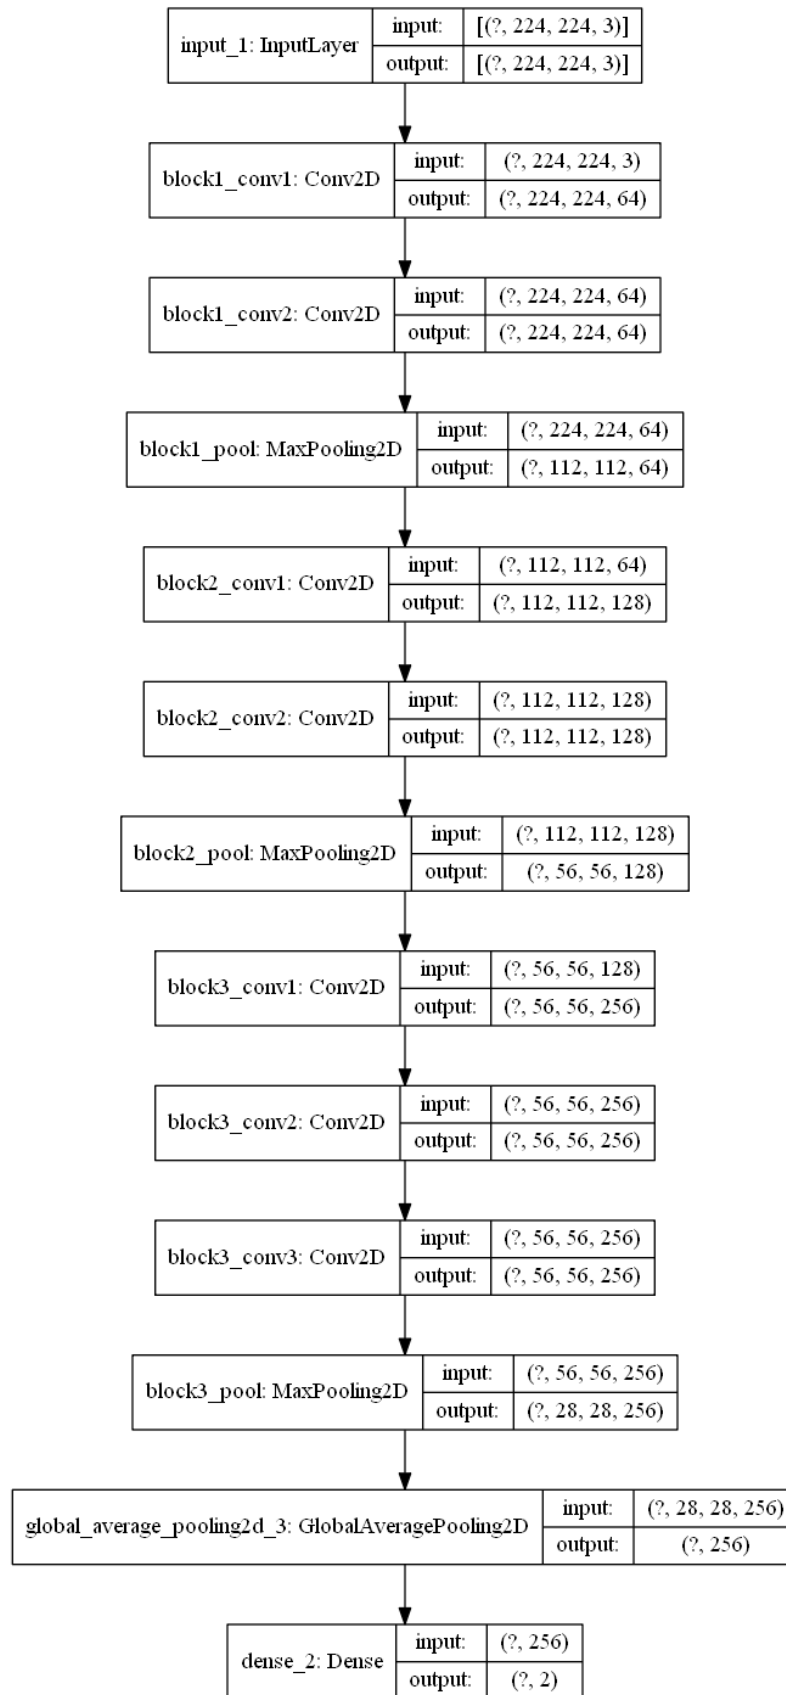 input_1: InputLayer
input: [(?, 224, 224, 3)]
output: [(?, 224, 224, 3)]
block1_conv1: Conv2D
input: (?, 224, 224, 3)
output: (?, 224, 224, 64)
block1_conv2: Conv2D
input: (?, 224, 224, 64)
output: (?, 224, 224, 64)
block1_pool: MaxPooling2D
input: (?, 224, 224, 64)
output: (?, 112, 112, 64)
block2_conv1: Conv2D
input: (?, 112, 112, 64)
output: (?, 112, 112, 128)
block2_conv2: Conv2D
input: (?, 112, 112, 128)
output: (?, 112, 112, 128)
block2_pool: MaxPooling2D
input: (?, 112, 112, 128)
output: (?, 56, 56, 128)
block3_conv1: Conv2D
input: (?, 56, 56, 128)
output: (?, 56, 56, 256)
block3_conv2: Conv2D
input: (?, 56, 56, 256)
output: (?, 56, 56, 256)
block3_conv3: Conv2D
input: (?, 56, 56, 256)
output: (?, 56, 56, 256)
block3_pool: MaxPooling2D
input: (?, 56, 56, 256)
output: (?, 28, 28, 256)
global_average_pooling2d_3: GlobalAveragePooling2D
input: (?, 28, 28, 256)
output: (?, 256)
dense_2: Dense
input: (?, 256)
output: (?, 2)